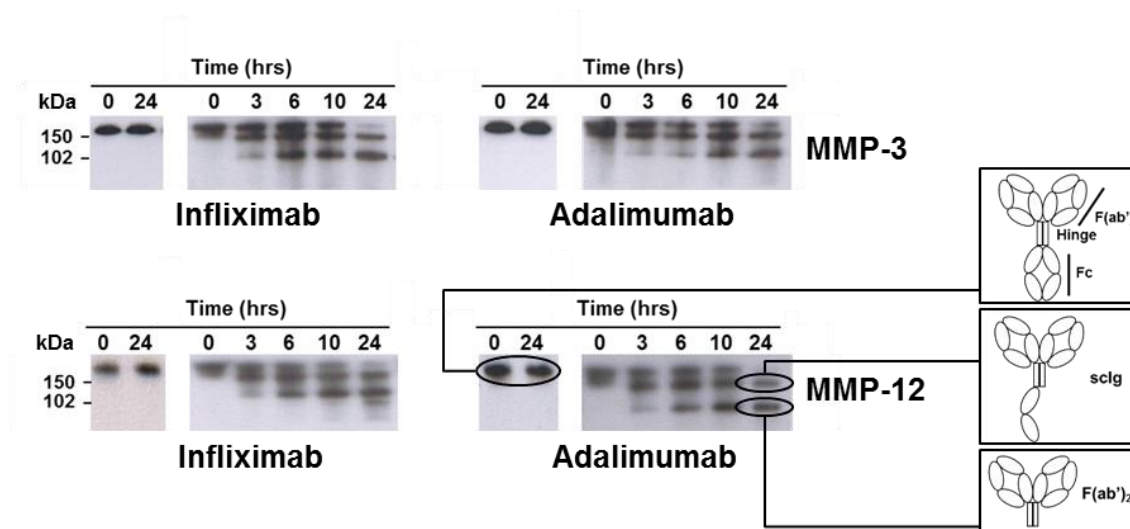 Time (hrs)
kDa 0 24 0 3 6 10 24
150 -
102 -
Infliximab
Time (hrs)
0 24 0 3 6 10 24
MMP-3
Adalimumab
Time (hrs)
kDa 0 24 0 3 6 10 24
150 -
102 -
Infliximab
Time (hrs)
0 24 0 3 6 10 24
MMP-12
Adalimumab
F(ab')
Hinge
Fc
scIg
F(ab')₂